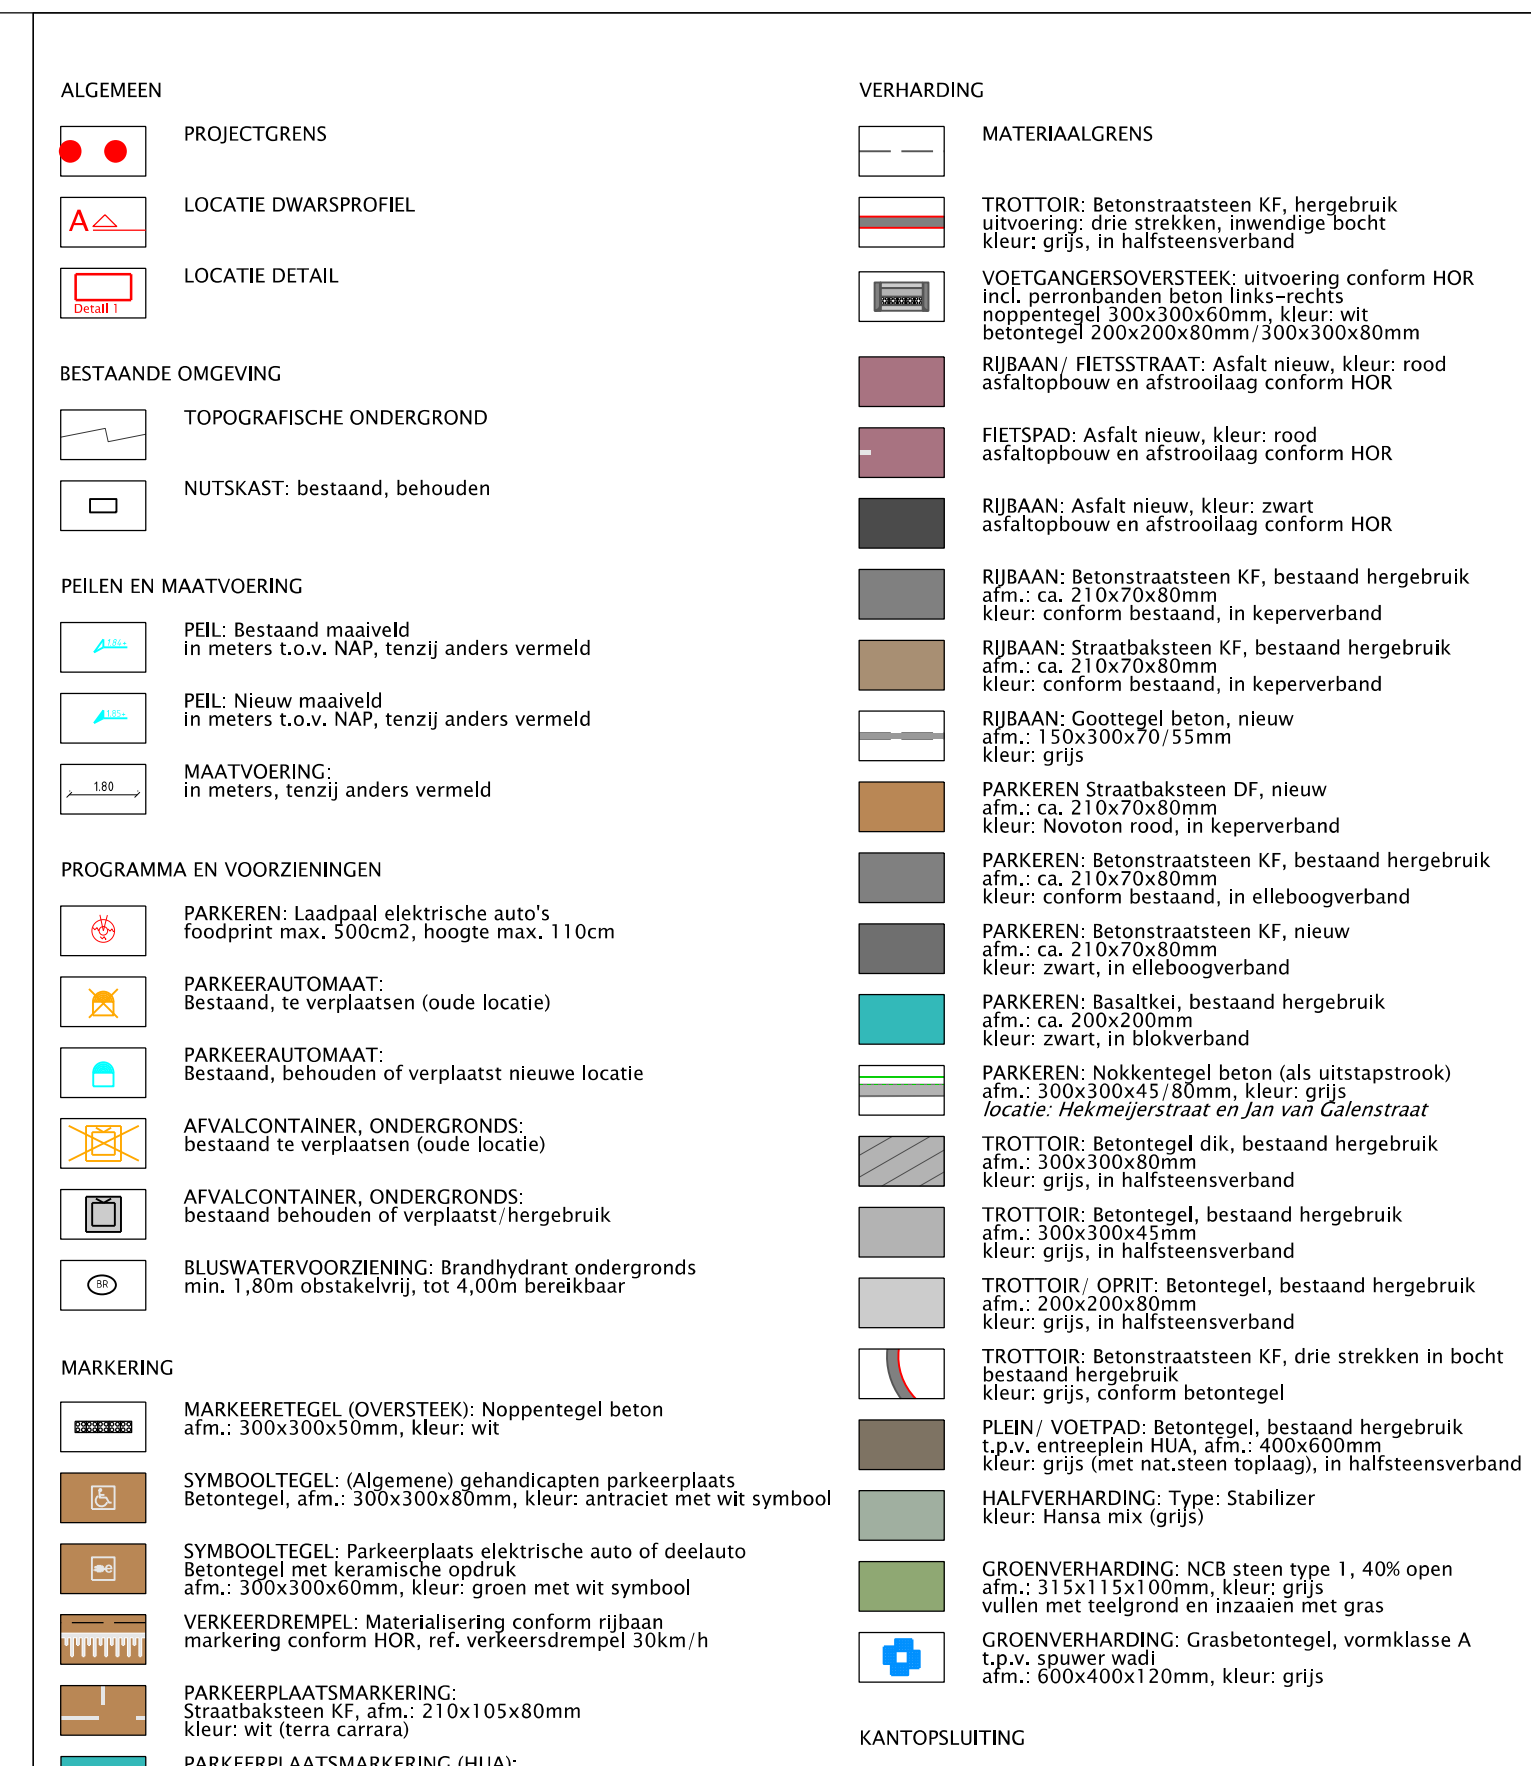 ALGEMEEN
PROJECTGRENS
A
LOCATIE DWARSPROFIEL
Detail 1
LOCATIE DETAIL
BESTAANDE OMGEVING
TOPOGRAFISCHE ONDERGROND
NUTSKAST: bestaand, behouden
PEILEN EN MAATVOERING
1.84+
PEIL: Bestaand maaiveld
in meters t.o.v. NAP, tenzij anders vermeld
1.85+
PEIL: Nieuw maaiveld
in meters t.o.v. NAP, tenzij anders vermeld
1.80
MAATVOERING:
in meters, tenzij anders vermeld
PROGRAMMA EN VOORZIENINGEN
PARKEREN: Laadpaal elektrische auto's
foodprint max. 500cm2, hoogte max. 110cm
PARKEERAUTOMAAT:
Bestaand, te verplaatsen (oude locatie)
PARKEERAUTOMAAT:
Bestaand, behouden of verplaatst nieuwe locatie
AFVALCONTAINER, ONDERGRONDS:
bestaand te verplaatsen (oude locatie)
AFVALCONTAINER, ONDERGRONDS:
bestaand behouden of verplaatst/hergebruik
BR
BLUSWATERVOORZIENING: Brandhydrant ondergronds
min. 1,80m obstakelvrij, tot 4,00m bereikbaar
MARKERING
MARKEERETEGEL (OVERSTEEK): Noppentegel beton
afm.: 300x300x50mm, kleur: wit
SYMBOOLTEGEL: (Algemene) gehandicapten parkeerplaats
Betontegel, afm.: 300x300x80mm, kleur: antraciet met wit symbool
e
SYMBOOLTEGEL: Parkeerplaats elektrische auto of deelauto
Betontegel met keramische opdruk
afm.: 300x300x60mm, kleur: groen met wit symbool
VERKEERDREMPEL: Materialisering conform rijbaan
markering conform HOR, ref. verkeersdrempel 30km/h
PARKEERPLAATSMARKERING:
Straatbaksteen KF, afm.: 210x105x80mm
kleur: wit (terra carrara)
PARKEERPLAATSMARKERING (HUA):
VERHARDING
MATERIAALGRENS
TROTTOIR: Betonstraatsteen KF, hergebruik
uitvoering: drie strekken, inwendige bocht
kleur: grijs, in halfsteensverband
VOETGANGERSOVERSTEEK: uitvoering conform HOR
incl. perronbanden beton links-rechts
noppentegel 300x300x60mm, kleur: wit
betontegel 200x200x80mm/300x300x80mm
RIJBAAN/ FIETSSTRAAT: Asfalt nieuw, kleur: rood
asfaltopbouw en afstrooilaag conform HOR
FIETSPAD: Asfalt nieuw, kleur: rood
asfaltopbouw en afstrooilaag conform HOR
RIJBAAN: Asfalt nieuw, kleur: zwart
asfaltopbouw en afstrooilaag conform HOR
RIJBAAN: Betonstraatsteen KF, bestaand hergebruik
afm.: ca. 210x70x80mm
kleur: conform bestaand, in keperverband
RIJBAAN: Straatbaksteen KF, bestaand hergebruik
afm.: ca. 210x70x80mm
kleur: conform bestaand, in keperverband
RIJBAAN: Goottegel beton, nieuw
afm.: 150x300x70/55mm
kleur: grijs
PARKEREN Straatbaksteen DF, nieuw
afm.: ca. 210x70x80mm
kleur: Novoton rood, in keperverband
PARKEREN: Betonstraatsteen KF, bestaand hergebruik
afm.: ca. 210x70x80mm
kleur: conform bestaand, in elleboogverband
PARKEREN: Betonstraatsteen KF, nieuw
afm.: ca. 210x70x80mm
kleur: zwart, in elleboogverband
PARKEREN: Basaltkei, bestaand hergebruik
afm.: ca. 200x200mm
kleur: zwart, in blokverband
PARKEREN: Nokkentegel beton (als uitstapstrook)
afm.: 300x300x45/80mm, kleur: grijs
locatie: Hekmeijerstraat en Jan van Galenstraat
TROTTOIR: Betontegel dik, bestaand hergebruik
afm.: 300x300x80mm
kleur: grijs, in halfsteensverband
TROTTOIR: Betontegel, bestaand hergebruik
afm.: 300x300x45mm
kleur: grijs, in halfsteensverband
TROTTOIR/ OPRIT: Betontegel, bestaand hergebruik
afm.: 200x200x80mm
kleur: grijs, in halfsteensverband
TROTTOIR: Betonstraatsteen KF, drie strekken in bocht
bestaand hergebruik
kleur: grijs, conform betontegel
PLEIN/ VOETPAD: Betontegel, bestaand hergebruik
t.p.v. entreeplein HUA, afm.: 400x600mm
kleur: grijs (met nat.steen toplaag), in halfsteensverband
HALFVERHARDING: Type: Stabilizer
kleur: Hansa mix (grijs)
GROENVERHARDING: NCB steen type 1, 40% open
afm.: 315x115x100mm, kleur: grijs
vullen met teelgrond en inzaaien met gras
GROENVERHARDING: Grasbetontegel, vormklasse A
t.p.v. spuwer wadi
afm.: 600x400x120mm, kleur: grijs
KANTOPSLUITING